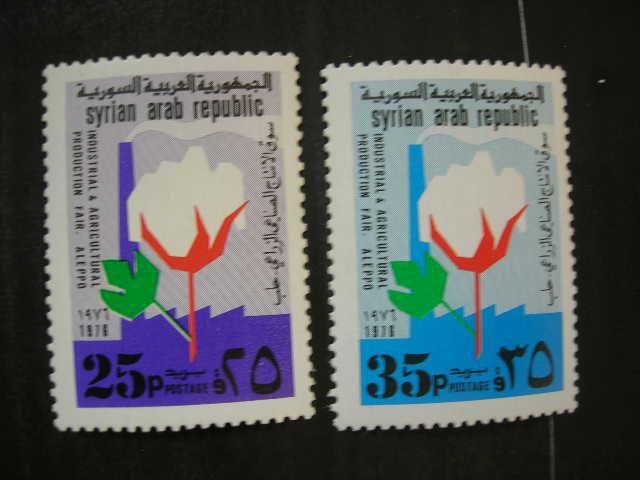 الجمهورية العربية السورية
syrian arab republic
INDUSTRIAL & AGRICULTURAL
PRODUCTION FAIR. ALEPPO
سوق الانتاج الصناعي الزراعي - حلب
١٩٧٦
1976
25P
بريد
POSTAGE
٢٥ ق
الجمهورية العربية السورية
syrian arab republic
INDUSTRIAL & AGRICULTURAL
PRODUCTION FAIR. ALEPPO
سوق الانتاج الصناعي الزراعي - حلب
١٩٧٦
1976
35P
بريد
POSTAGE
٣٥ ق